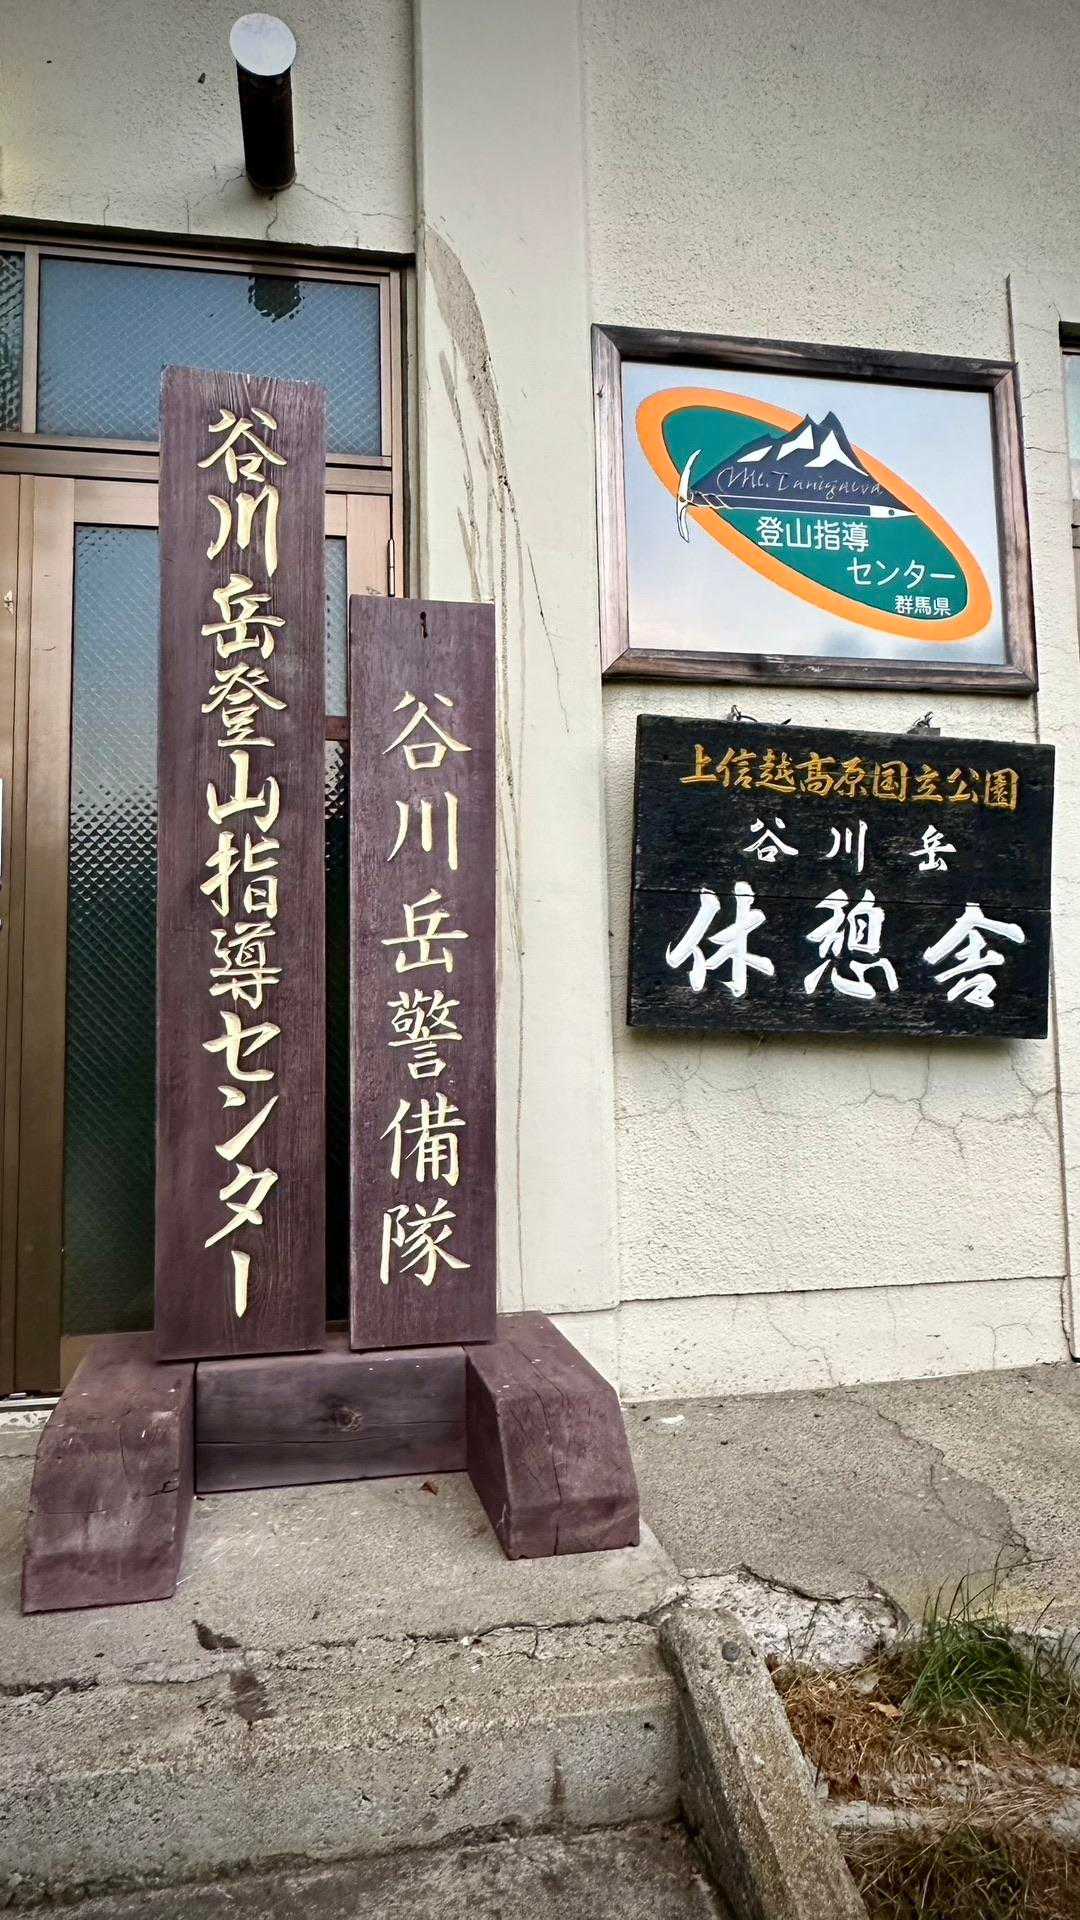 谷川岳登山指導センター
谷川岳警備隊
Mt. Tanigawa
登山指導
センター
群馬県
上信越高原国立公園
谷川岳
休憩舎